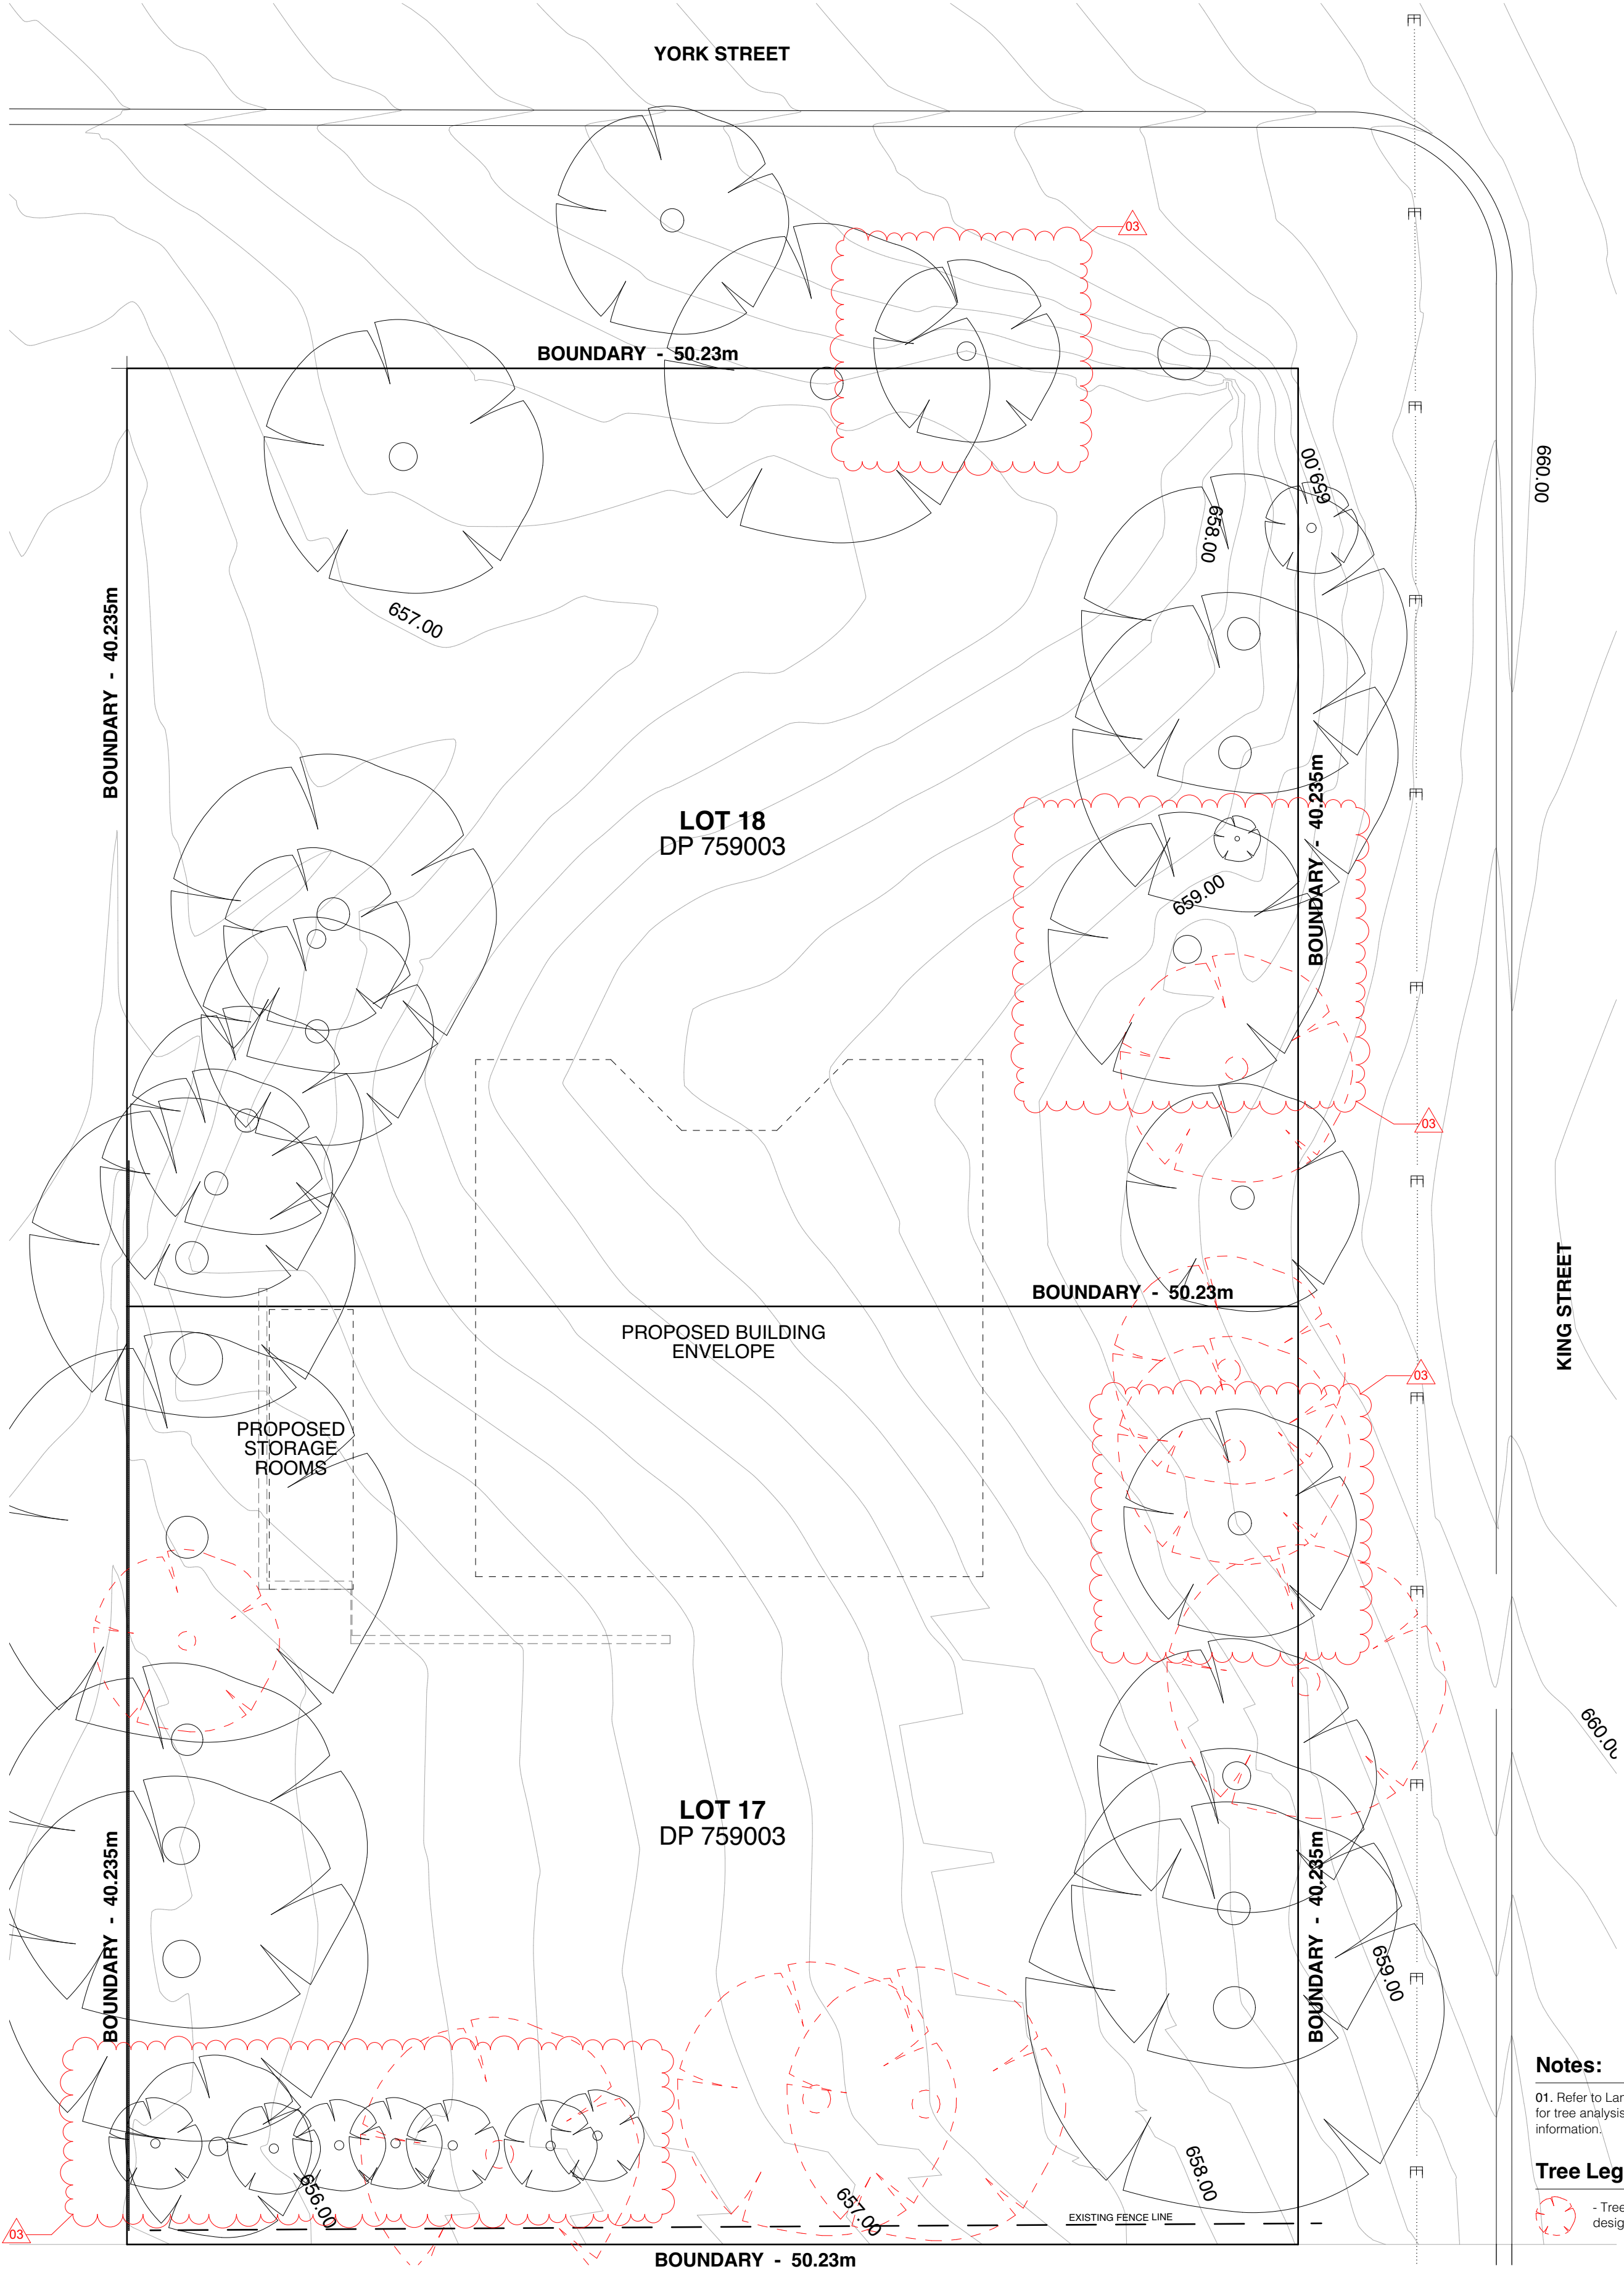 YORK STREET
03
BOUNDARY - 50.23m
660.00
659.00
658.00
657.00
BOUNDARY - 40.235m
BOUNDARY - 40.235m
LOT 18
DP 759003
659.00
03
KING STREET
BOUNDARY - 50.23m
PROPOSED BUILDING
ENVELOPE
03
PROPOSED
STORAGE
ROOMS
LOT 17
DP 759003
BOUNDARY - 40.235m
BOUNDARY - 40.235m
659.00
Notes:
01. Refer to
for tree analysis
information.
Tree
- Tree
656.00
657.00
658.00
EXISTING FENCE LINE
03
BOUNDARY - 50.23m